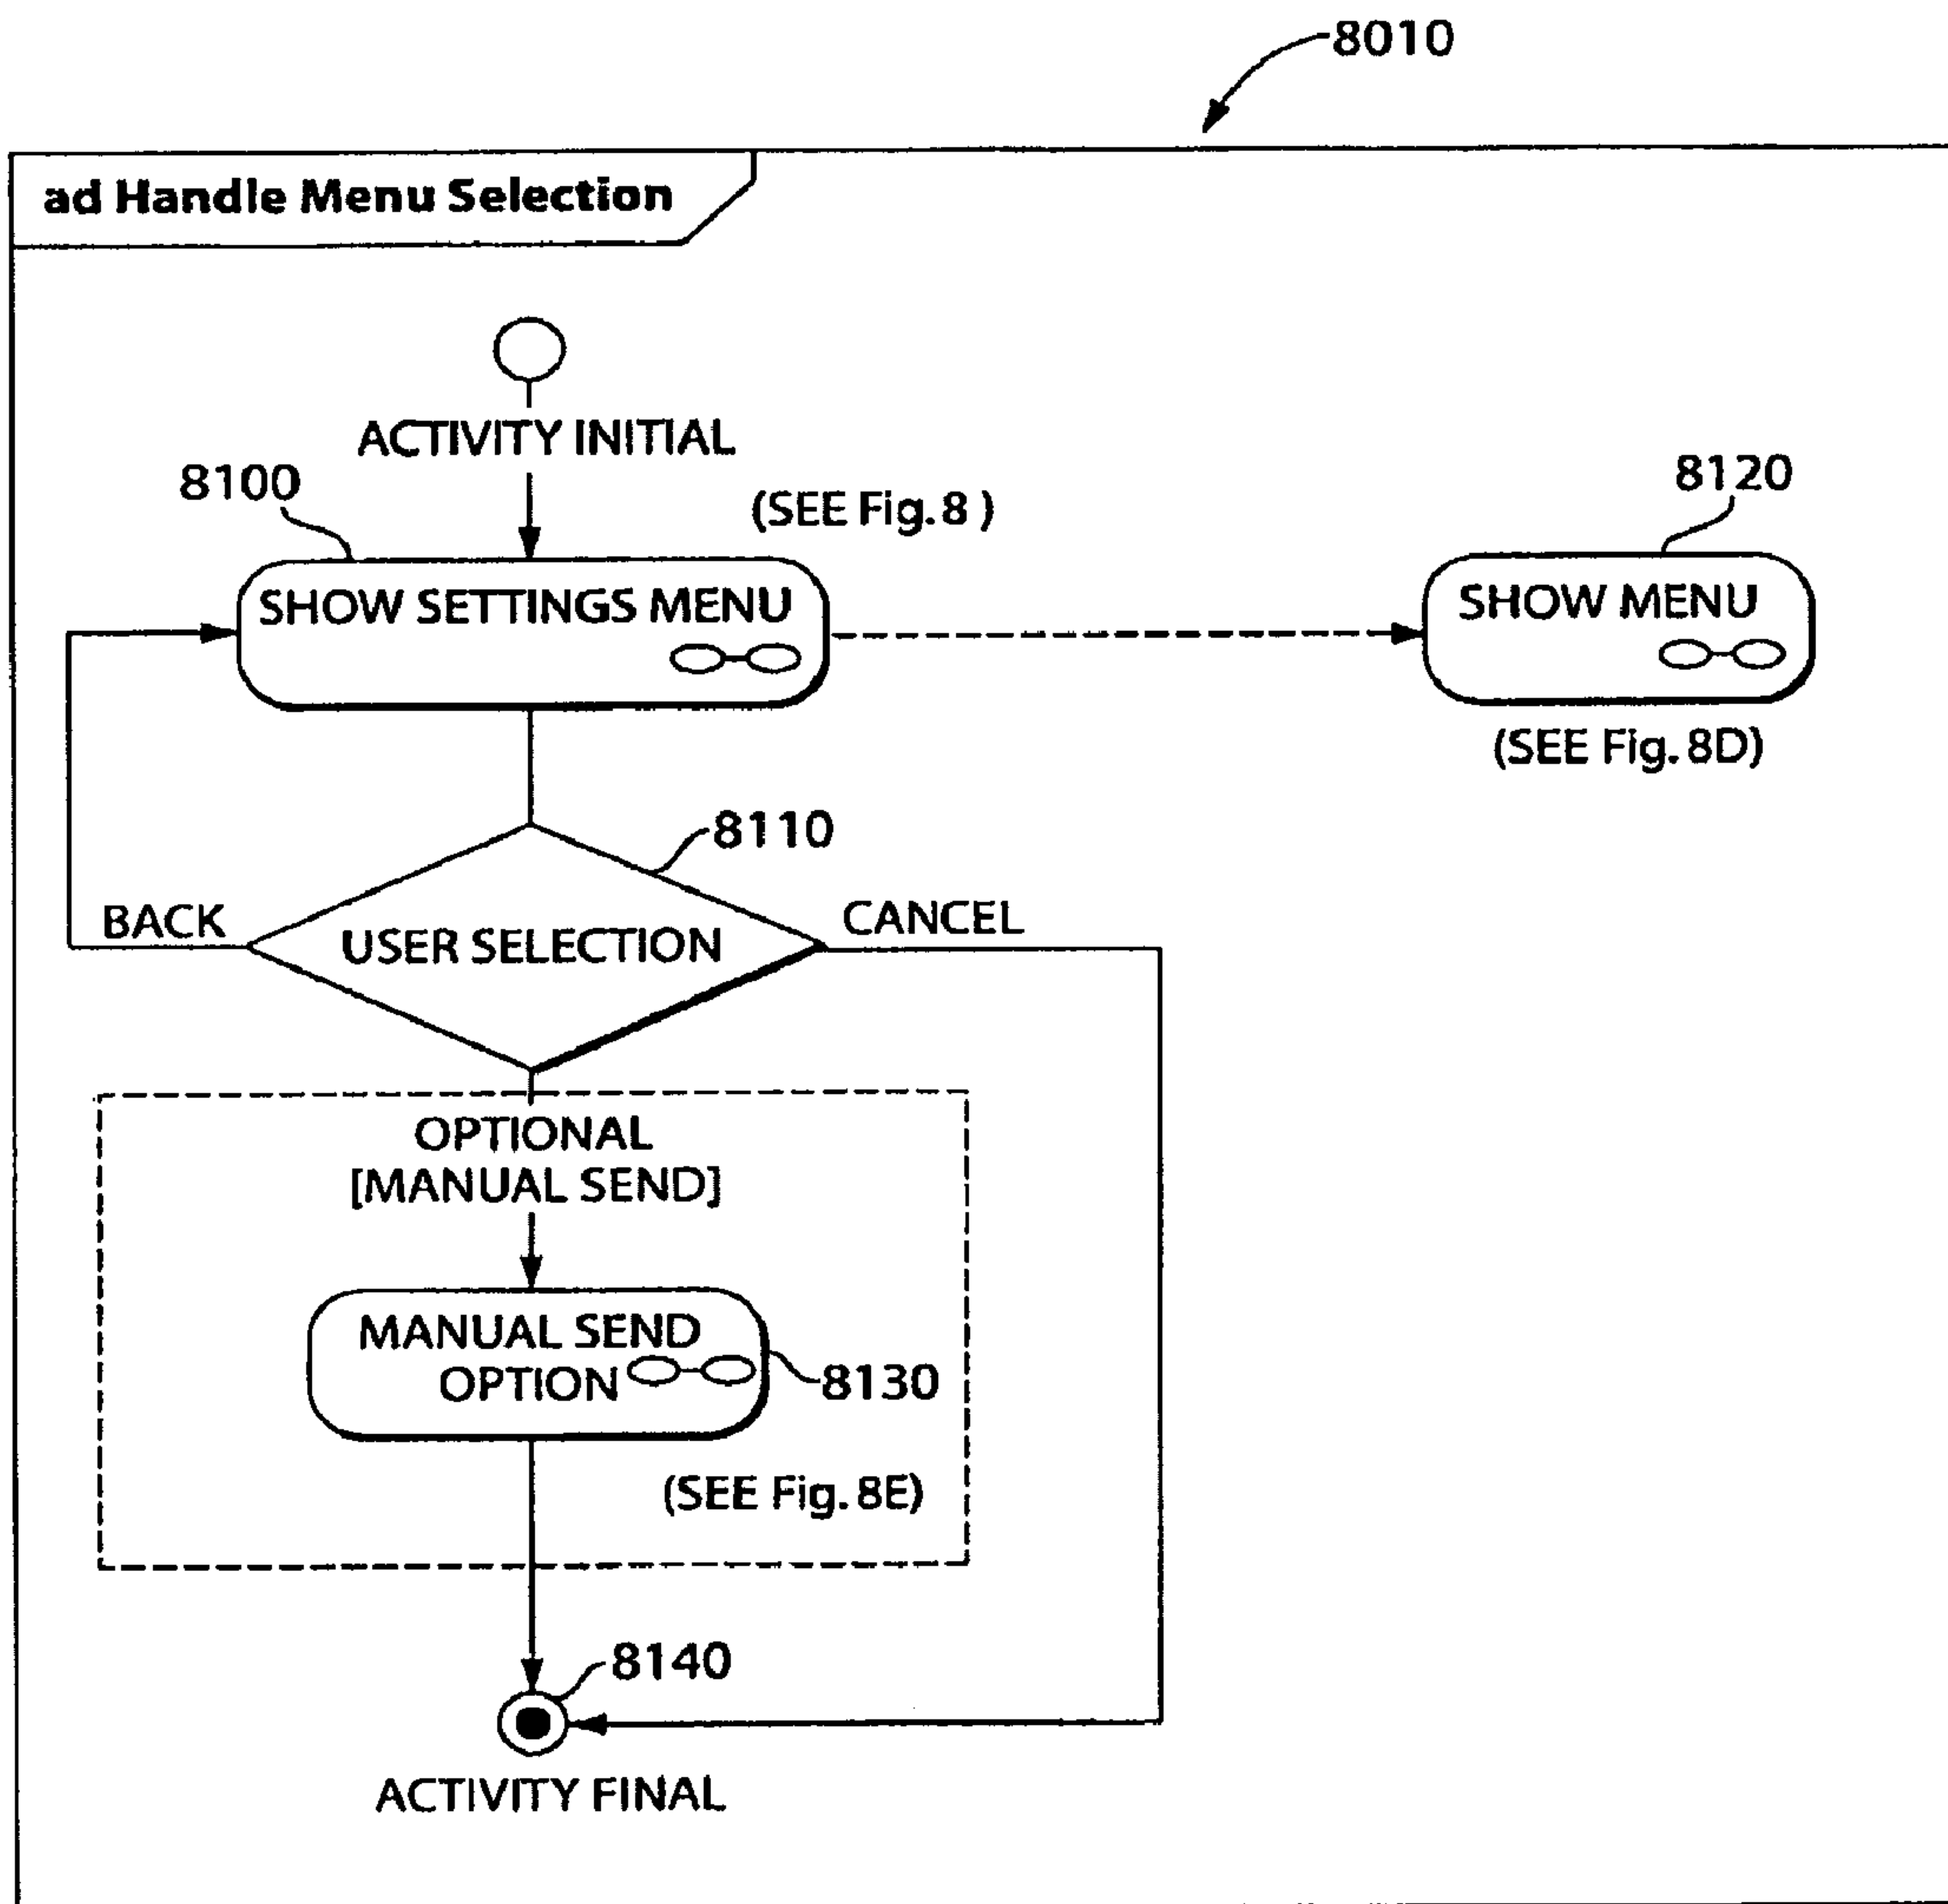 8010
ad Handle Menu Selection
ACTIVITY INITIAL
8100
(SEE Fig. 8 )
8120
SHOW SETTINGS MENU
SHOW MENU
(SEE Fig. 8D)
8110
BACK
USER SELECTION
CANCEL
OPTIONAL
[MANUAL SEND]
MANUAL SEND
OPTION
8130
(SEE Fig. 8E)
8140
ACTIVITY FINAL